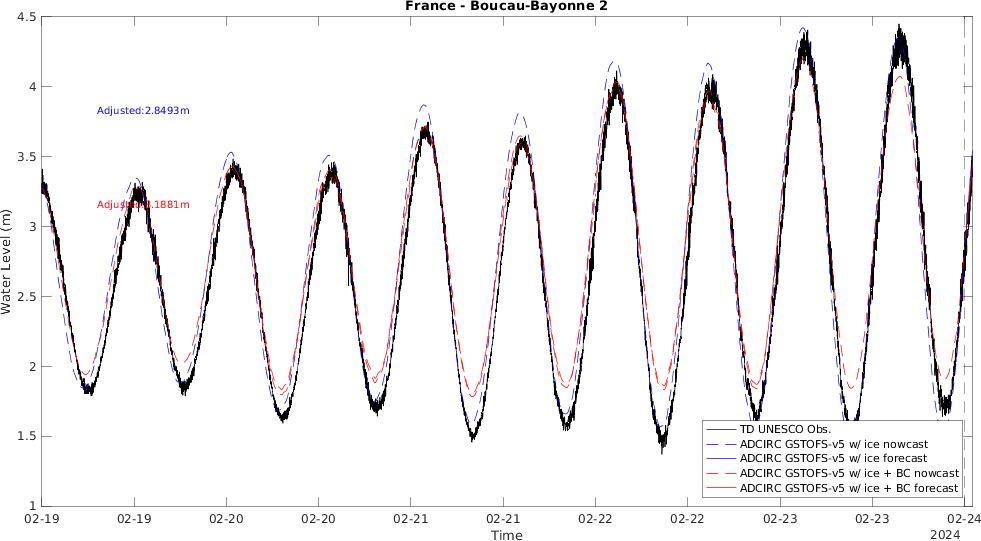 France - Boucau-Bayonne 2
4.5
4
3.5
3
2.5
2
1.5
1
Water Level (m)
Adjusted:2.8493m
Adjusted:3.1881m
TD UNESCO Obs.
ADCIRC GSTOFS-v5 w/ ice nowcast
ADCIRC GSTOFS-v5 w/ ice forecast
ADCIRC GSTOFS-v5 w/ ice + BC nowcast
ADCIRC GSTOFS-v5 w/ ice + BC forecast
02-19 02-19 02-20 02-20 02-21 02-21 02-22 02-22 02-23 02-23 02-24
Time
2024